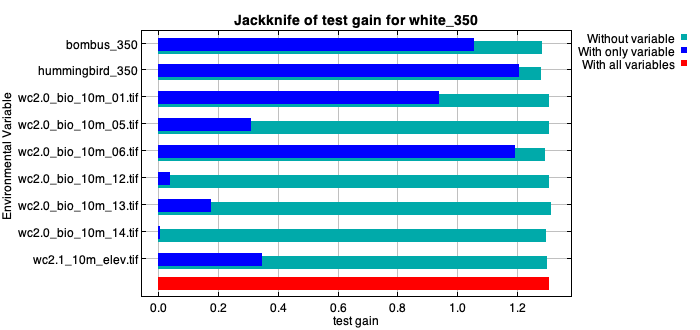 Jackknife of test gain for white_350
Without variable
With only variable
With all variables
Environmental Variable
bombus_350
hummingbird_350
wc2.0_bio_10m_01.tif
wc2.0_bio_10m_05.tif
wc2.0_bio_10m_06.tif
wc2.0_bio_10m_12.tif
wc2.0_bio_10m_13.tif
wc2.0_bio_10m_14.tif
wc2.1_10m_elev.tif
0.0 0.2 0.4 0.6 0.8 1.0 1.2
test gain